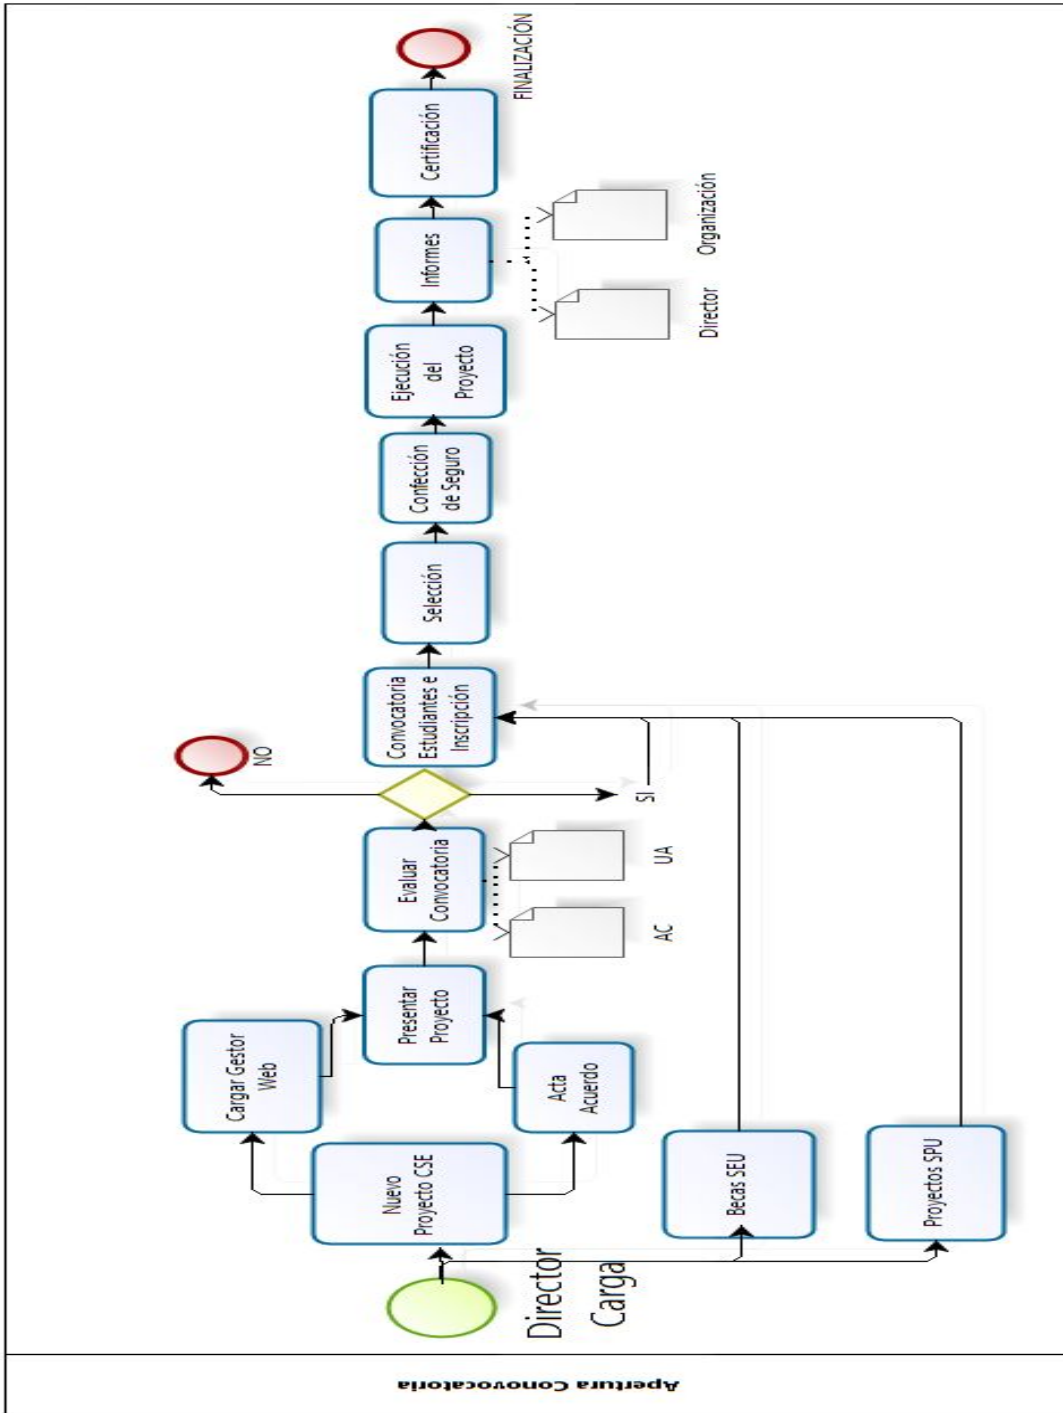 Apertura Conovocatoria
Director
Carga
Nuevo
Proyecto CSE
Cargar Gestor
Web
Acta
Acuerdo
Becas SEU
Proyectos SPU
Presentar
Proyecto
Evaluar
Convocatoria
AC
UA
NO
SI
Convocatoria
Estudiantes e
Inscripción
Selección
Confección
de Seguro
Ejecución
del
Proyecto
Informes
Director
Organización
Certificación
FINALIZACIÓN